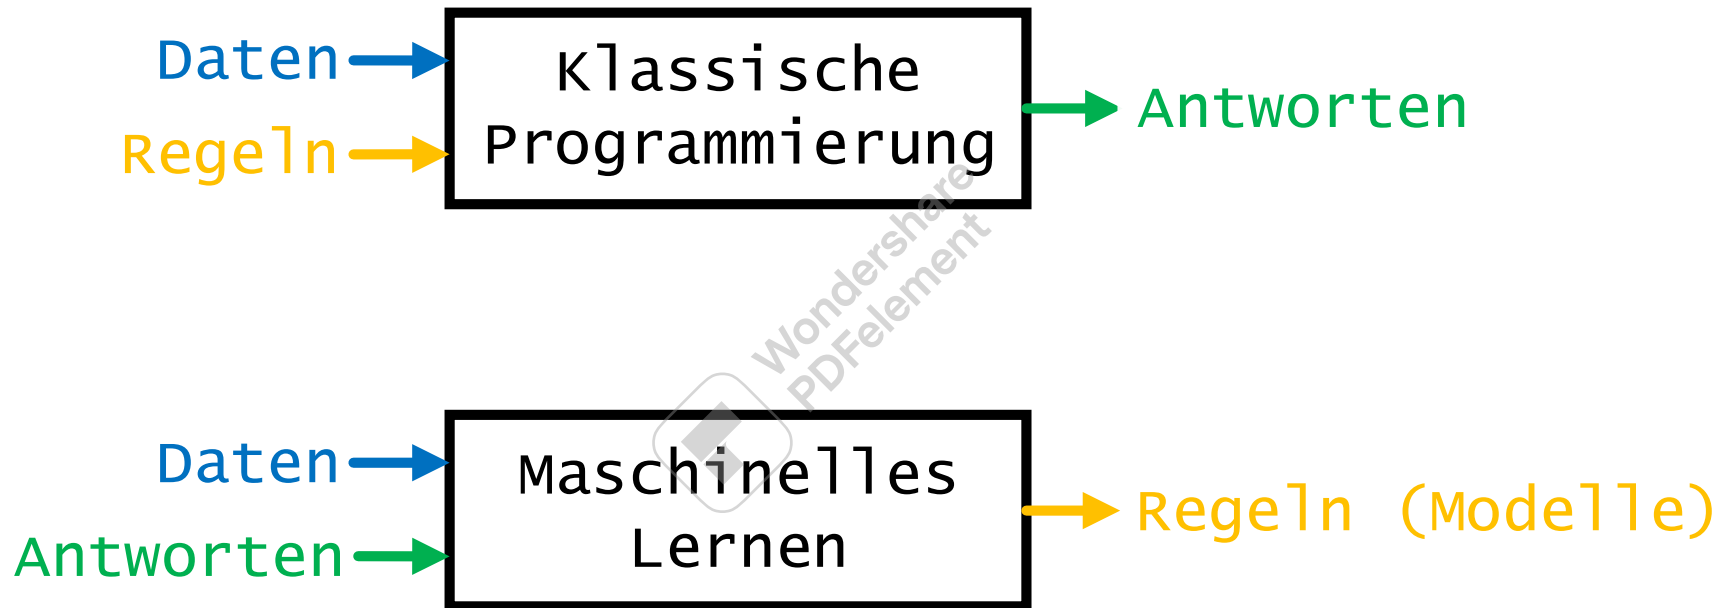 Daten
Regeln
Klassische
Programmierung
Antworten
Wondershare
PDFelement
Daten
Antworten
Maschinelles
Lernen
Regeln (Modelle)